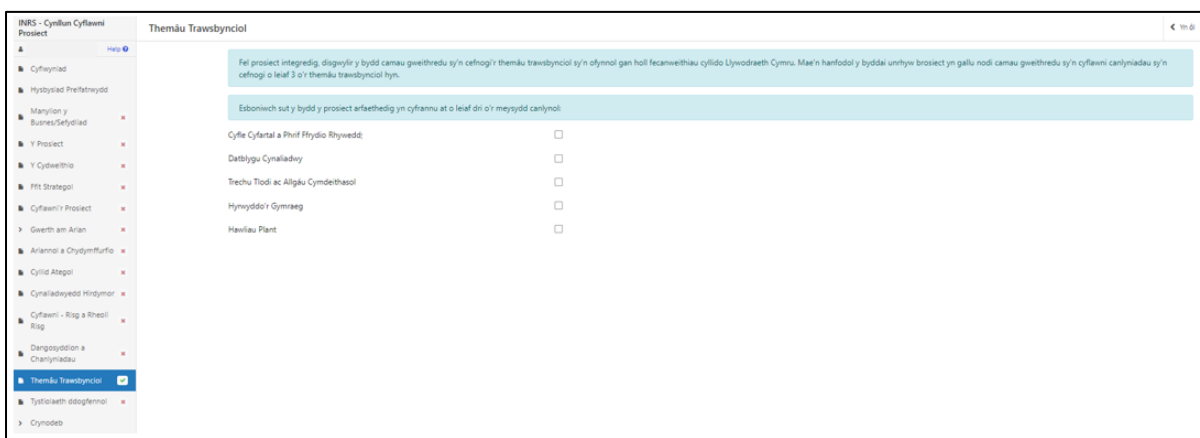 INRS - Cynllun Cyflawni
Prosiect
Help
Cyflwyniad
Hysbysiad Preifatrwydd
Manylion y
Busnes/Sefydliad
Y Prosiect
Y Cydweithio
Ffit Strategol
Cyflawni'r Prosiect
Gwerth am Arian
Ariannol a Chydymffurfio
Cyllid Ategol
Cynaliadwyedd Hirdymor
Cyflawni - Risg a Rheoli
Risg
Dangosyddion a
Chanlyniadau
Themâu Trawsbynciol
Tystiolaeth ddogfennol
Crynodeb
Themâu Trawsbynciol
Yn ôl
Fel prosiect integredig, disgwylir y bydd camau gweithredu sy'n cefnogi'r themâu trawsbynciol sy'n ofynnol gan holl fecanweithiau cyllido Llywodraeth Cymru. Mae'n hanfodol y byddai unrhyw brosiect yn gallu nodi camau gweithredu sy'n cyflawni canlyniadau sy'n
cefnogi o leiaf 3 o'r themâu trawsbynciol hyn.
Esboniwch sut y bydd y prosiect arfaethedig yn cyfrannu at o leiaf dri o'r meysydd canlynol:
Cyfle Cyfartal a Phrif Ffrydio Rhywedd;
Datblygu Cynaliadwy
Trechu Tlodi ac Allgáu Cymdeithasol
Hyrwyddo'r Gymraeg
Hawliau Plant